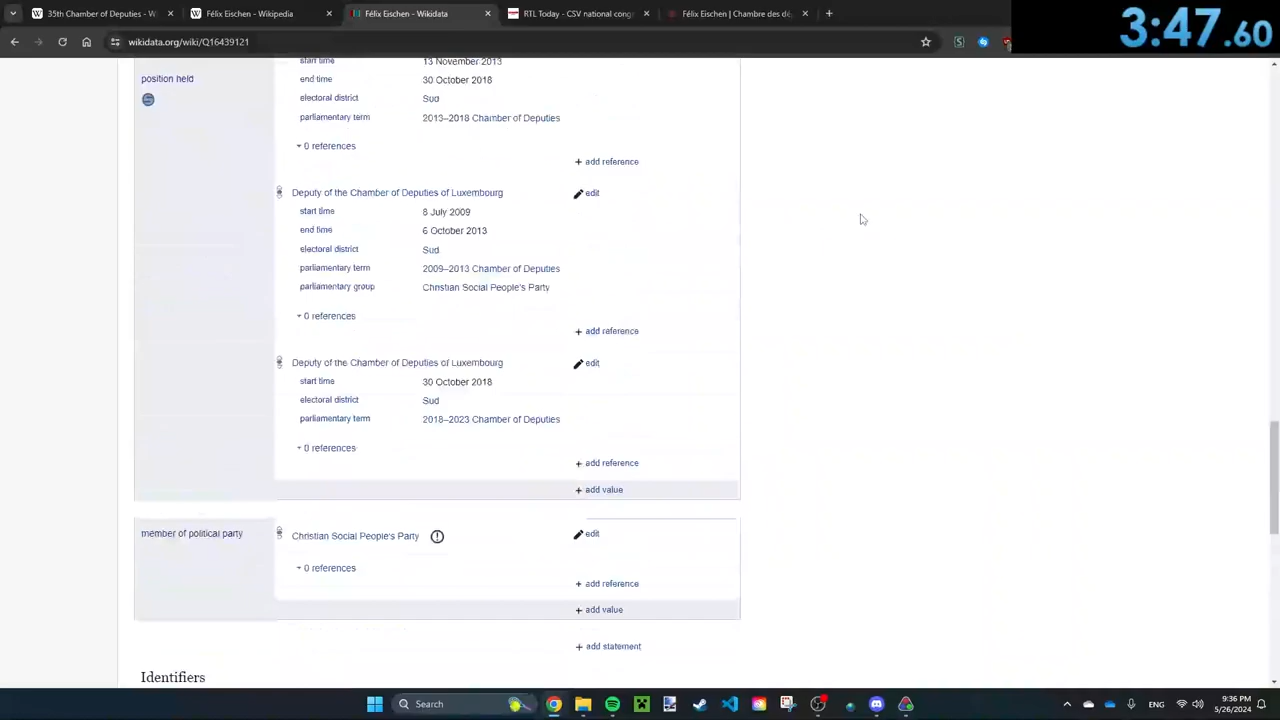 35th Chamber of Deputies - W
Félix Eischen - Wikipedia
Félix Eischen - Wikidata
RTL Today - CSV national cong
Félix Eischen | Chambre des dé
3:47.60
wikidata.org/wiki/Q16439121
start time 13 November 2013
position held
end time 30 October 2018
electoral district Sud
parliamentary term 2013–2018 Chamber of Deputies
0 references
+ add reference
Deputy of the Chamber of Deputies of Luxembourg edit
start time 8 July 2009
end time 6 October 2013
electoral district Sud
parliamentary term 2009–2013 Chamber of Deputies
parliamentary group Christian Social People's Party
0 references
+ add reference
Deputy of the Chamber of Deputies of Luxembourg edit
start time 30 October 2018
electoral district Sud
parliamentary term 2018–2023 Chamber of Deputies
0 references
+ add reference
+ add value
member of political party Christian Social People's Party edit
0 references
+ add reference
+ add value
+ add statement
Identifiers
Search
ENG
9:36 PM
5/26/2024